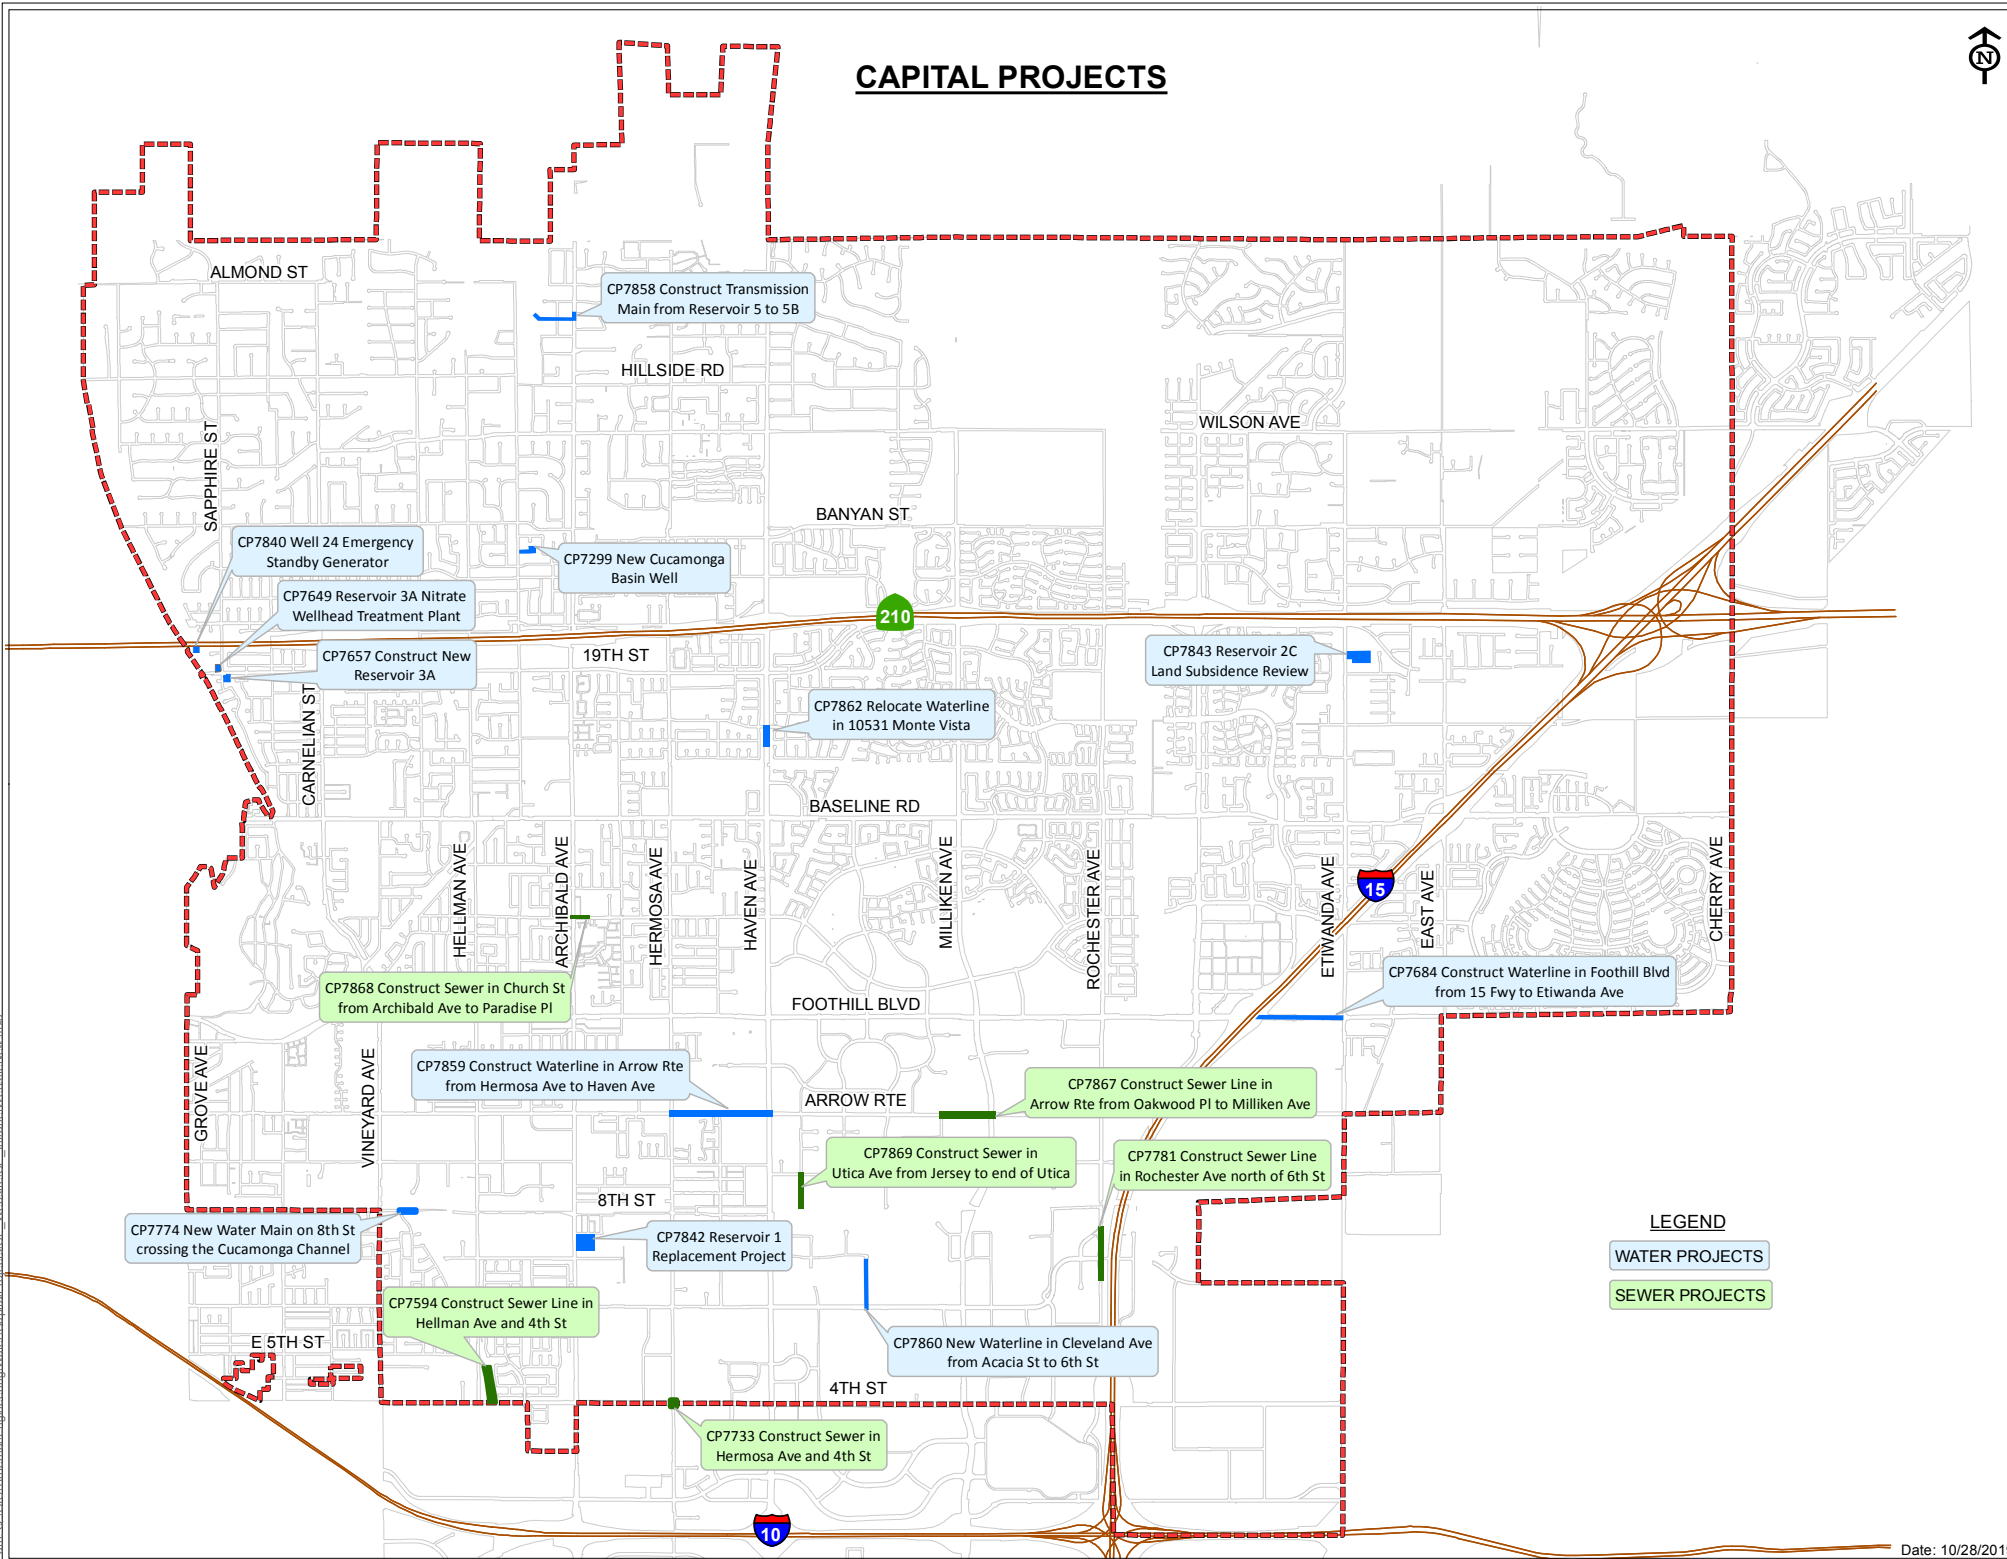 CAPITAL PROJECTS
N
ALMOND ST
CP7858 Construct Transmission
Main from Reservoir 5 to 5B
HILLSIDE RD
WILSON AVE
SAPPHIRE ST
BANYAN ST
CP7840 Well 24 Emergency
Standby Generator
CP7299 New Cucamonga
Basin Well
CP7649 Reservoir 3A Nitrate
Wellhead Treatment Plant
210
CP7657 Construct New
Reservoir 3A
19TH ST
CP7843 Reservoir 2C
Land Subsidence Review
CARNELIAN ST
CP7862 Relocate Waterline
in 10531 Monte Vista
BASELINE RD
HELLMAN AVE
ARCHIBALD AVE
HERMOSA AVE
HAVEN AVE
MILLIKEN AVE
ROCHESTER AVE
ETIWANDA AVE
15
EAST AVE
CHERRY AVE
CP7868 Construct Sewer in Church St
from Archibald Ave to Paradise Pl
CP7684 Construct Waterline in Foothill Blvd
from 15 Fwy to Etiwanda Ave
FOOTHILL BLVD
GROVE AVE
VINEYARD AVE
CP7859 Construct Waterline in Arrow Rte
from Hermosa Ave to Haven Ave
ARROW RTE
CP7867 Construct Sewer Line in
Arrow Rte from Oakwood Pl to Milliken Ave
CP7869 Construct Sewer in
Utica Ave from Jersey to end of Utica
CP7781 Construct Sewer Line
in Rochester Ave north of 6th St
8TH ST
CP7774 New Water Main on 8th St
crossing the Cucamonga Channel
CP7842 Reservoir 1
Replacement Project
LEGEND
WATER PROJECTS
SEWER PROJECTS
CP7594 Construct Sewer Line in
Hellman Ave and 4th St
E 5TH ST
CP7860 New Waterline in Cleveland Ave
from Acacia St to 6th St
4TH ST
CP7733 Construct Sewer in
Hermosa Ave and 4th St
10
Date: 10/28/201